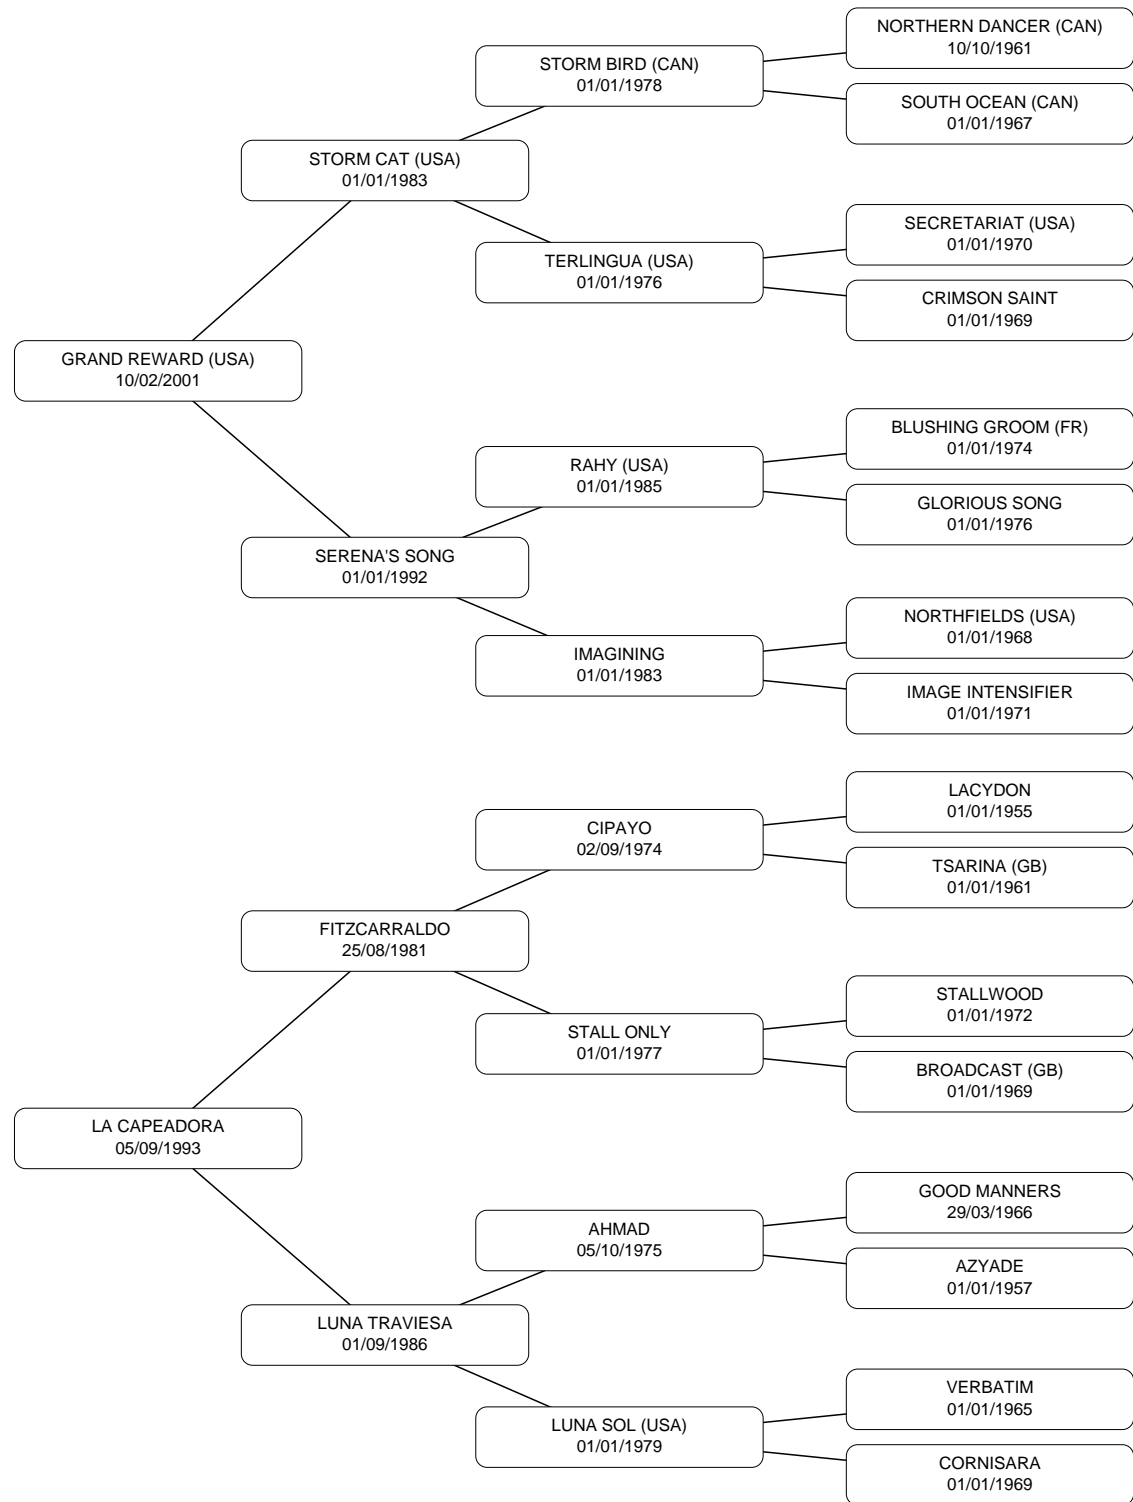 NORTHERN DANCER (CAN)
10/10/1961
STORM BIRD (CAN)
01/01/1978
SOUTH OCEAN (CAN)
01/01/1967
STORM CAT (USA)
01/01/1983
SECRETARIAT (USA)
01/01/1970
TERLINGUA (USA)
01/01/1976
CRIMSON SAINT
01/01/1969
GRAND REWARD (USA)
10/02/2001
BLUSHING GROOM (FR)
01/01/1974
RAHY (USA)
01/01/1985
GLORIOUS SONG
01/01/1976
SERENA'S SONG
01/01/1992
NORTHFIELDS (USA)
01/01/1968
IMAGINING
01/01/1983
IMAGE INTENSIFIER
01/01/1971
LACYDON
01/01/1955
CIPAYO
02/09/1974
TSARINA (GB)
01/01/1961
FITZCARRALDO
25/08/1981
STALLWOOD
01/01/1972
STALL ONLY
01/01/1977
BROADCAST (GB)
01/01/1969
LA CAPEADORA
05/09/1993
GOOD MANNERS
29/03/1966
AHMAD
05/10/1975
AZYADE
01/01/1957
LUNA TRAVIESA
01/09/1986
VERBATIM
01/01/1965
LUNA SOL (USA)
01/01/1979
CORNISARA
01/01/1969